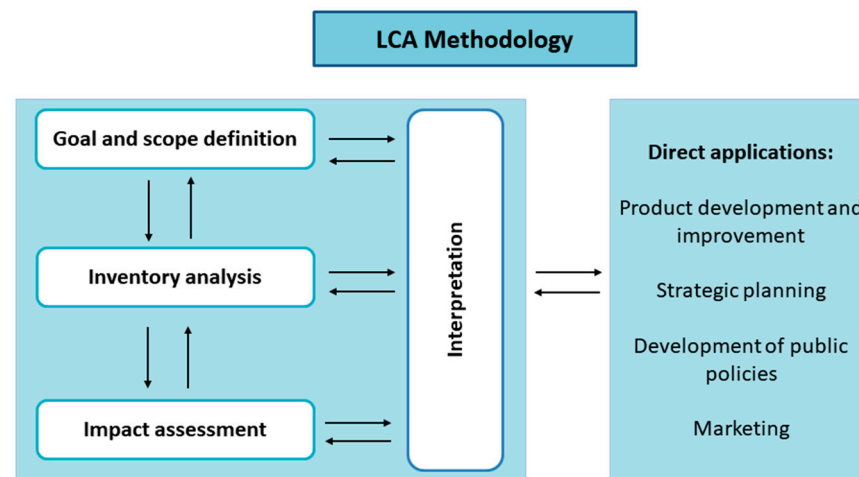 LCA Methodology
Goal and scope definition
Inventory analysis
Impact assessment
Interpretation
Direct applications:
Product development and
improvement
Strategic planning
Development of public
policies
Marketing